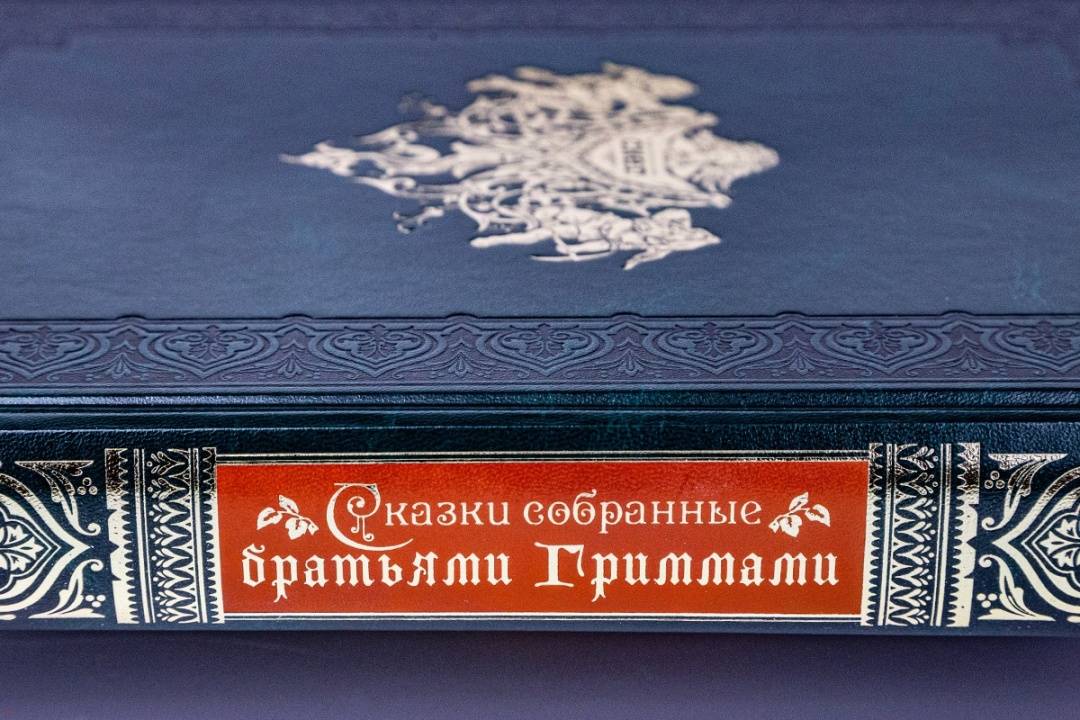 Сказки собранные
братьями Гриммами